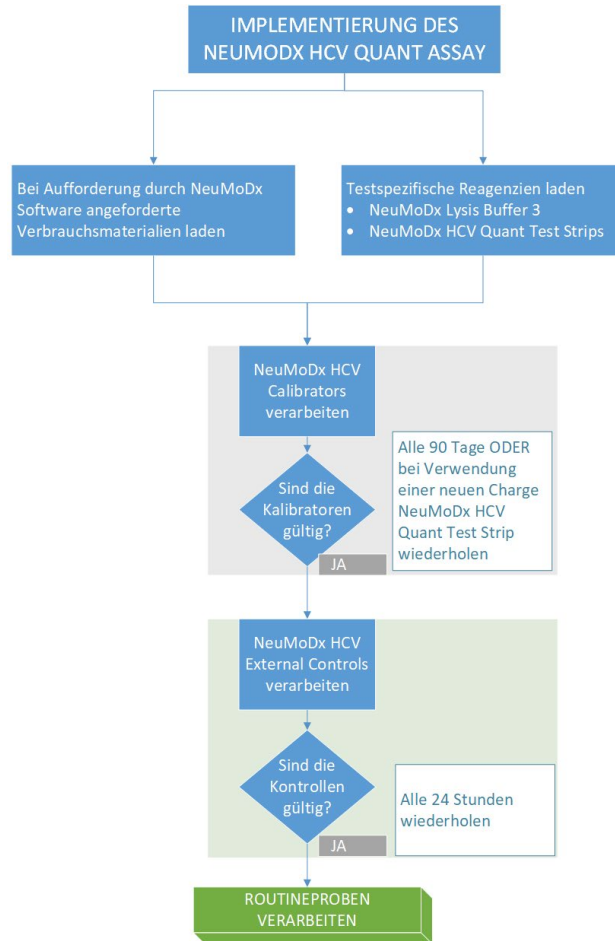 IMPLEMENTIERUNG DES
NEUMODX HCV QUANT ASSAY
Bei Aufforderung durch NeuMoDx
Software angeforderte
Verbrauchsmaterialien laden
Testspezifische Reagenzien laden
• NeuMoDx Lysis Buffer 3
• NeuMoDx HCV Quant Test Strips
NeuMoDx HCV
Calibrators
verarbeiten
Sind die
Kalibratoren
gültig?
JA
Alle 90 Tage ODER
bei Verwendung
einer neuen Charge
NeuMoDx HCV
Quant Test Strip
wiederholen
NeuMoDx HCV
External Controls
verarbeiten
Sind die
Kontrollen
gültig?
JA
Alle 24 Stunden
wiederholen
ROUTINEPROBEN
VERARBEITEN